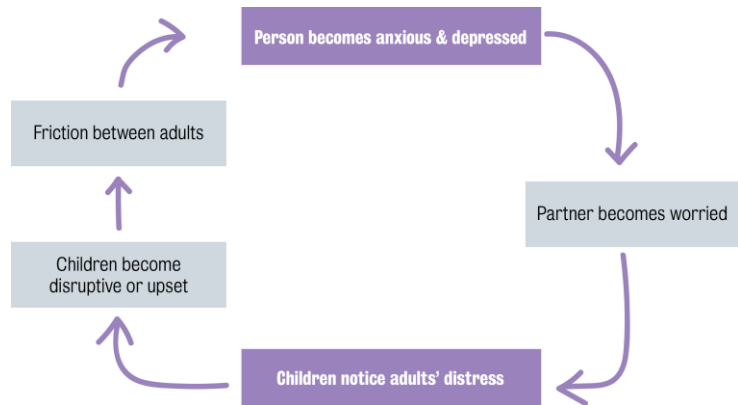 Person becomes anxious & depressed
Partner becomes worried
Children notice adults’ distress
Children become
disruptive or upset
Friction between adults